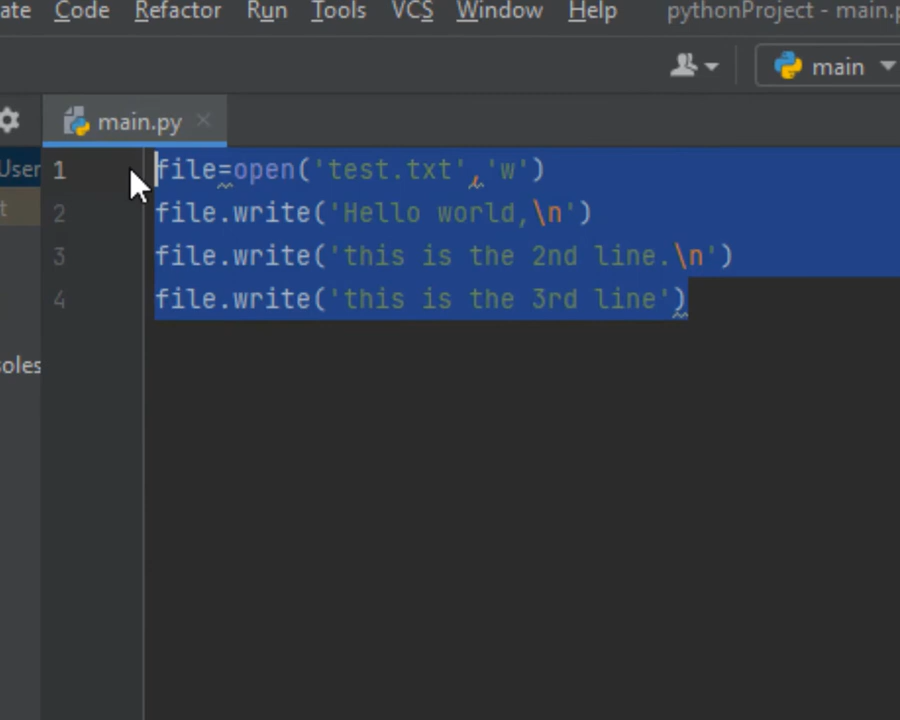 ate Code Refactor Run Tools VCS Window Help pythonProject - main.p
main
main.py
User
t
soles
1 file=open('test.txt','w')
2 file.write('Hello world,\n')
3 file.write('this is the 2nd line.\n')
4 file.write('this is the 3rd line')